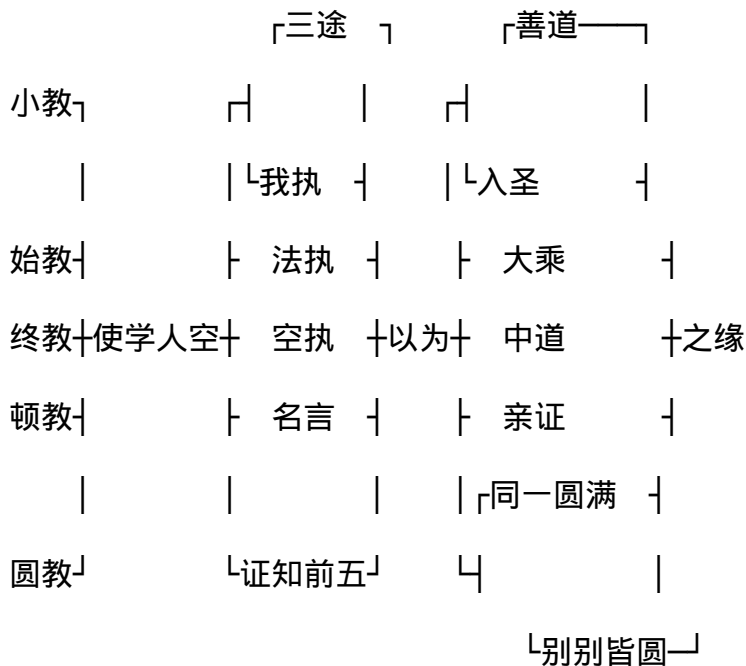 ┌三途 ┐ ┌善道──┐
小教┐ ┌┤ │ ┌┤ │
│ │└我执 ┤ │└入圣 ┤
始教┤ ├ 法执 ┤ ├ 大乘 ┤
终教┼使学人空┼ 空执 ┼以为┼ 中道 ┼之缘
顿教┤ ├ 名言 ┤ ├ 亲证 ┤
│ │ │ │┌同一圆满 ┤
圆教┘ └证知前五┘ └┤ │
└别别皆圆─┘